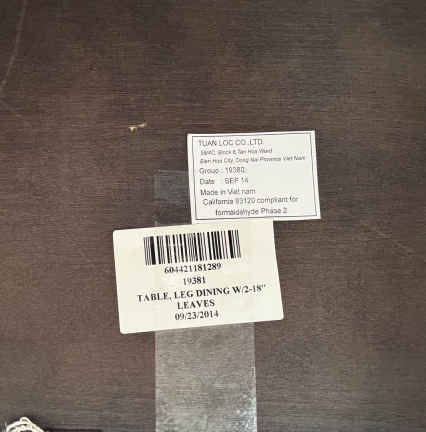 TUAN LOC CO.,LTD.
Bien Hoa City, Dong Nai Province Viet Nam
Group : 19380,
Date : SEP 14
Made in Viet nam
California 93120 compliant for
formaldehyde Phase 2
604421181289
19381
TABLE, LEG DINING W/2-18"
LEAVES
09/23/2014